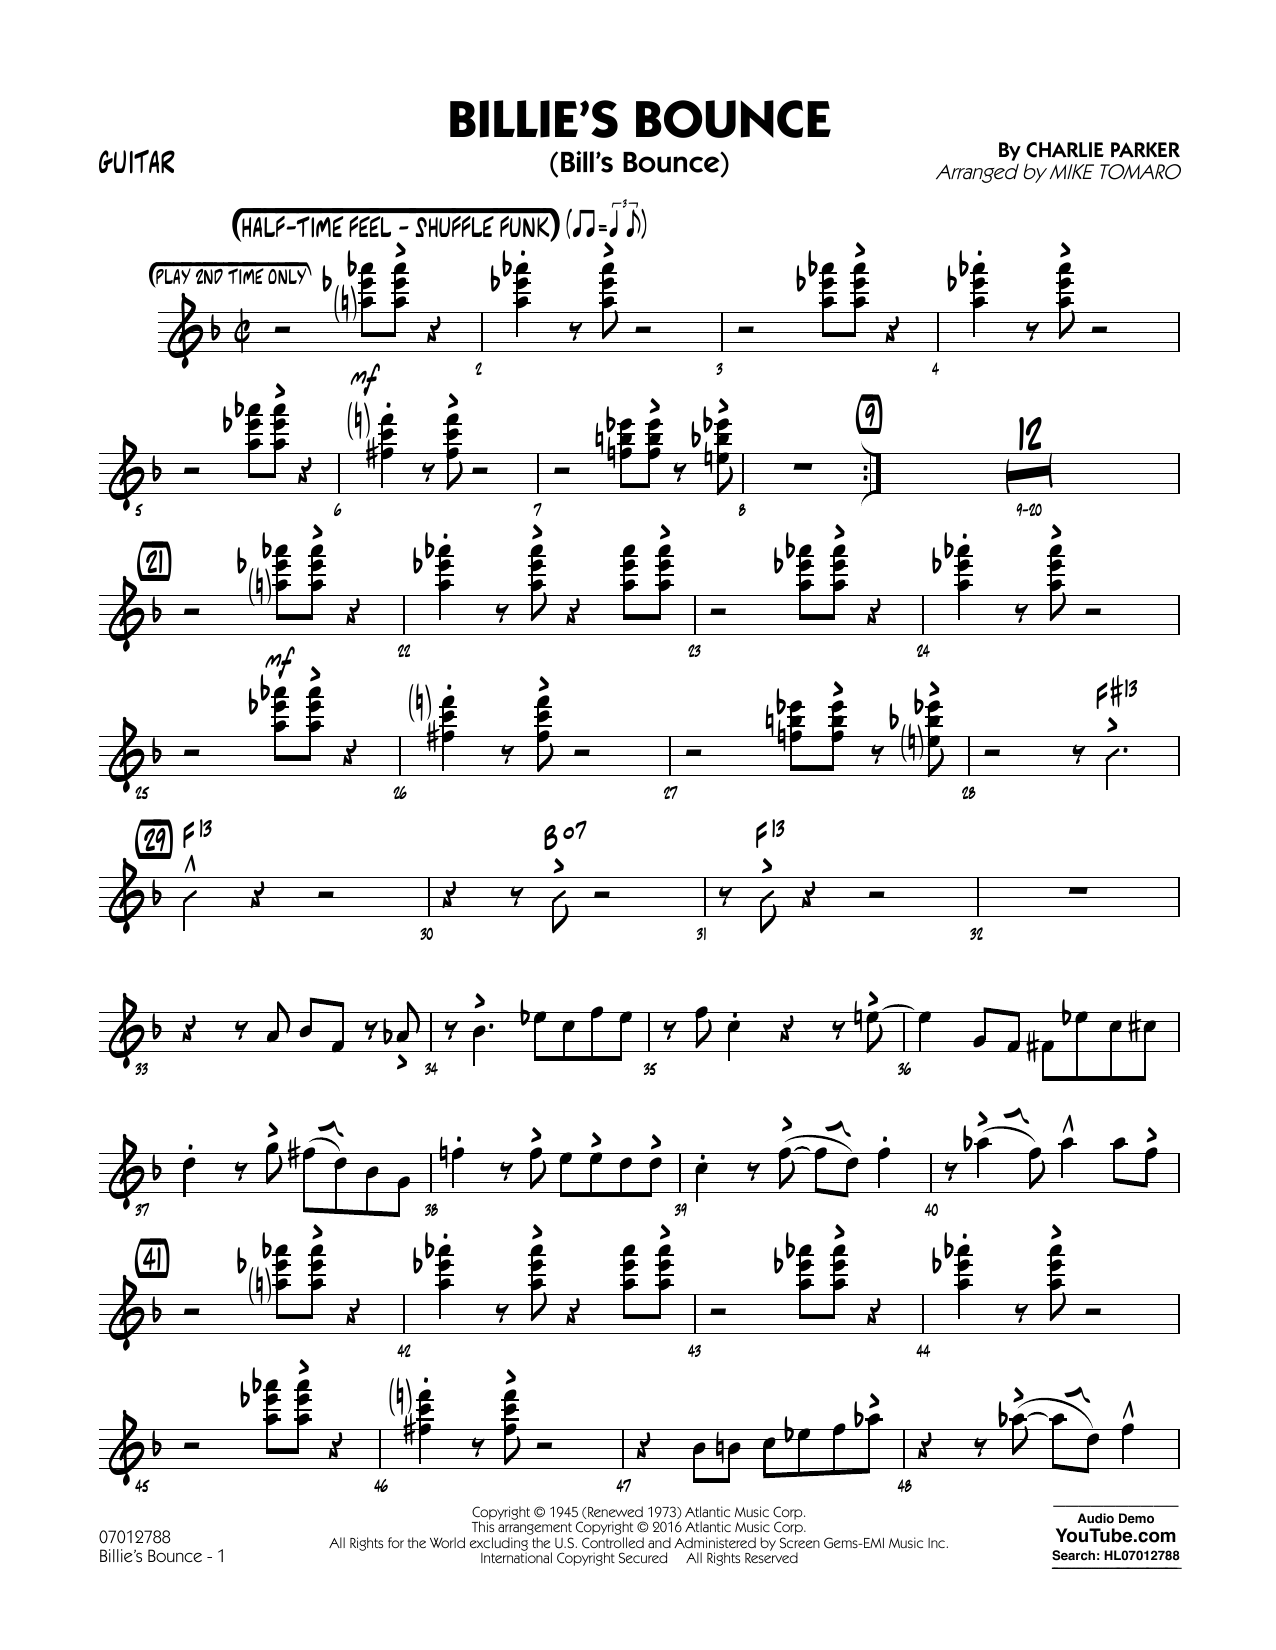 BILLIE'S BOUNCE
(Bill's Bounce)
GUITAR
By CHARLIE PARKER
Arranged by MIKE TOMARO
(HALF-TIME FEEL - SHUFFLE FUNK) ( = 3 )
(PLAY 2ND TIME ONLY)
mf
2 3 4
9
12
5 6 7 8 9-20
21
mf
22 23 24
F#13
25 26 27 28
29 F13 Bo7 F13
30 31 32
33 34 35 36
37 38 39 40
41
42 43 44
45 46 47 48
Copyright © 1945 (Renewed 1973) Atlantic Music Corp.
This arrangement Copyright © 2016 Atlantic Music Corp.
All Rights for the World excluding the U.S. Controlled and Administered by Screen Gems-EMI Music Inc.
International Copyright Secured All Rights Reserved
07012788
Billie's Bounce - 1
Audio Demo
YouTube.com
Search: HL07012788